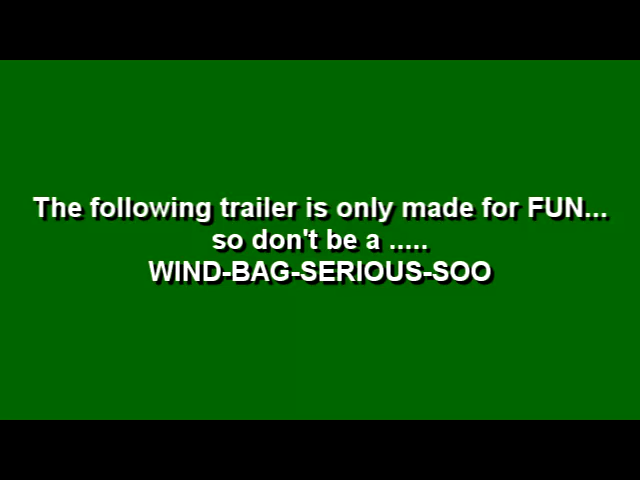 The following trailer is only made for FUN...
so don't be a .....
WIND-BAG-SERIOUS-SOO